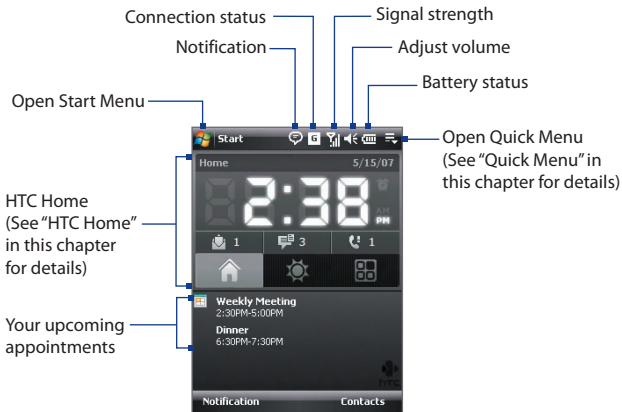 Connection status
Signal strength
Notification
Adjust volume
Battery status
Open Start Menu
Start
G
Open Quick Menu
(See “Quick Menu” in
this chapter for details)
Home 5/15/07
2:38
AM
PM
HTC Home
(See “HTC Home”
in this chapter
for details)
1 3 1
Weekly Meeting
2:30PM-5:00PM
Dinner
6:30PM-7:30PM
Your upcoming
appointments
hTC
Notification Contacts